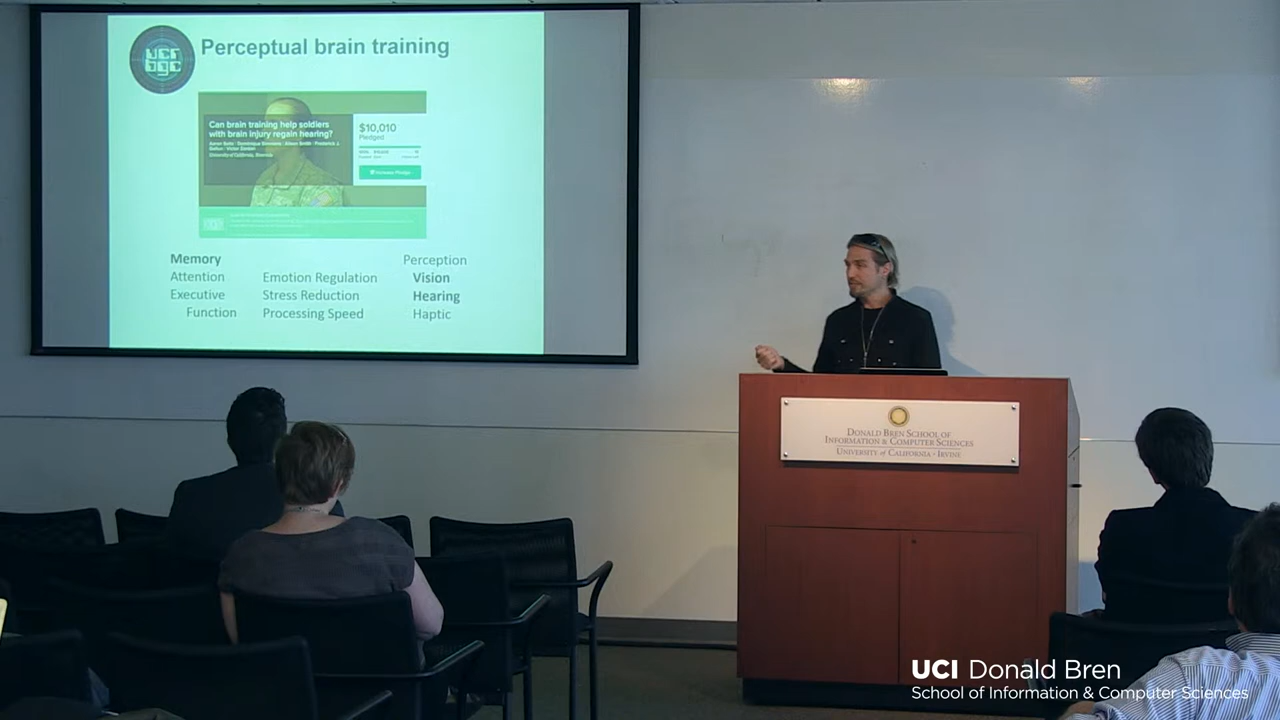 UCR
bgc
Perceptual brain training
Can brain training help soldiers
with brain injury regain hearing?
$10,010
Pledged
University of California, Riverside
Memory
Attention
Executive
Function
Emotion Regulation
Stress Reduction
Processing Speed
Perception
Vision
Hearing
Haptic
DONALD BREN SCHOOL OF
INFORMATION & COMPUTER SCIENCES
UNIVERSITY of CALIFORNIA • IRVINE
UCI Donald Bren
School of Information & Computer Sciences